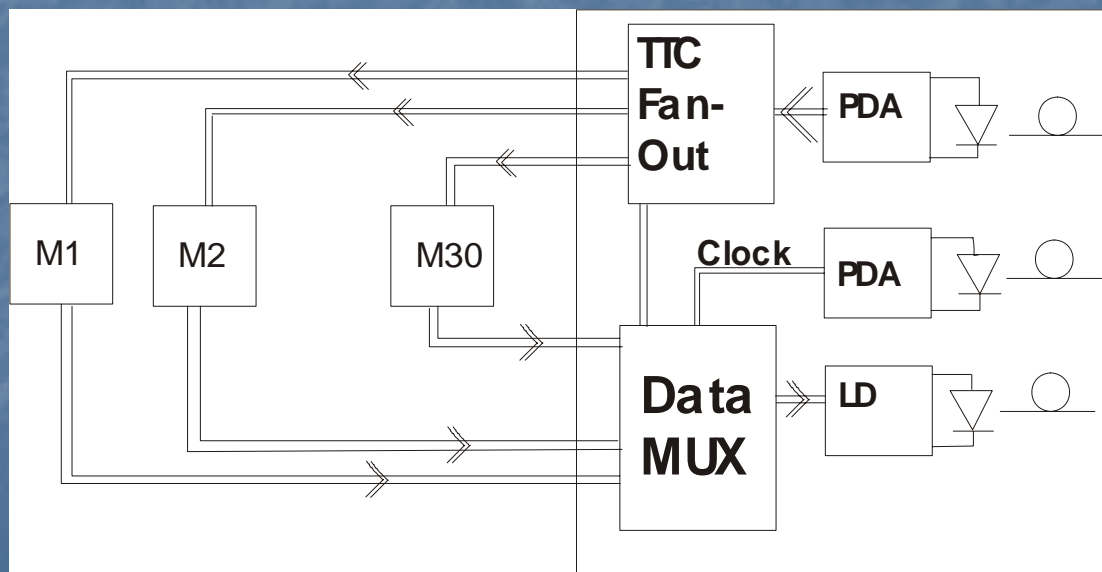 TTC
Fan-
Out
PDA
M1
M2
M30
Clock
PDA
Data
MUX
LD